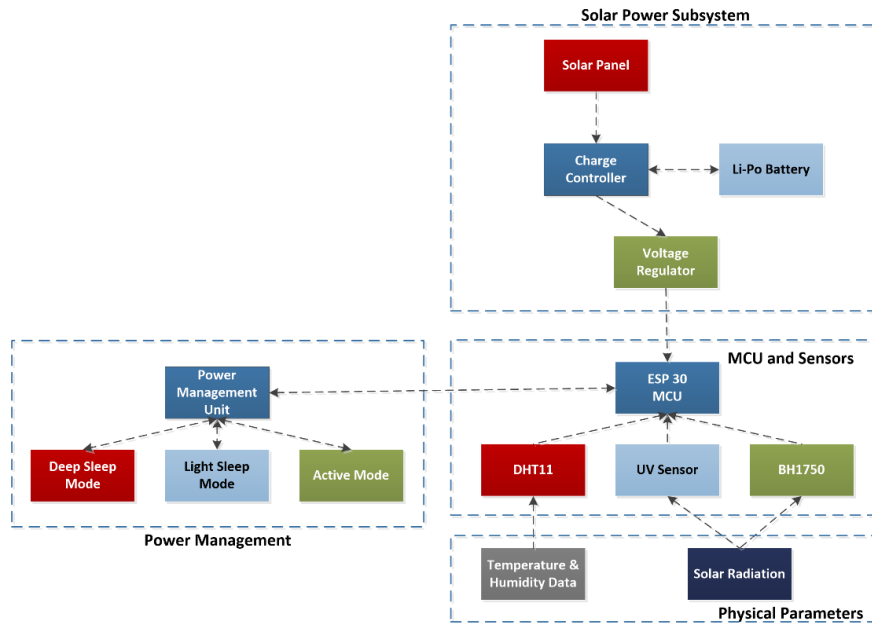 Solar Power Subsystem
Solar Panel
Charge
Controller
Li-Po Battery
Voltage
Regulator
MCU and Sensors
ESP 30
MCU
Power
Management
Unit
Deep Sleep
Mode
Light Sleep
Mode
Active Mode
DHT11
UV Sensor
BH1750
Power Management
Temperature &
Humidity Data
Solar Radiation
Physical Parameters